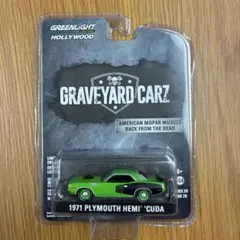 GREENLIGHT
HOLLYWOOD
GRAVEYARD CARZ
AMERICAN MOPAR MUSCLE
BACK FROM THE DEAD
1971 PLYMOUTH HEMI 'CUDA